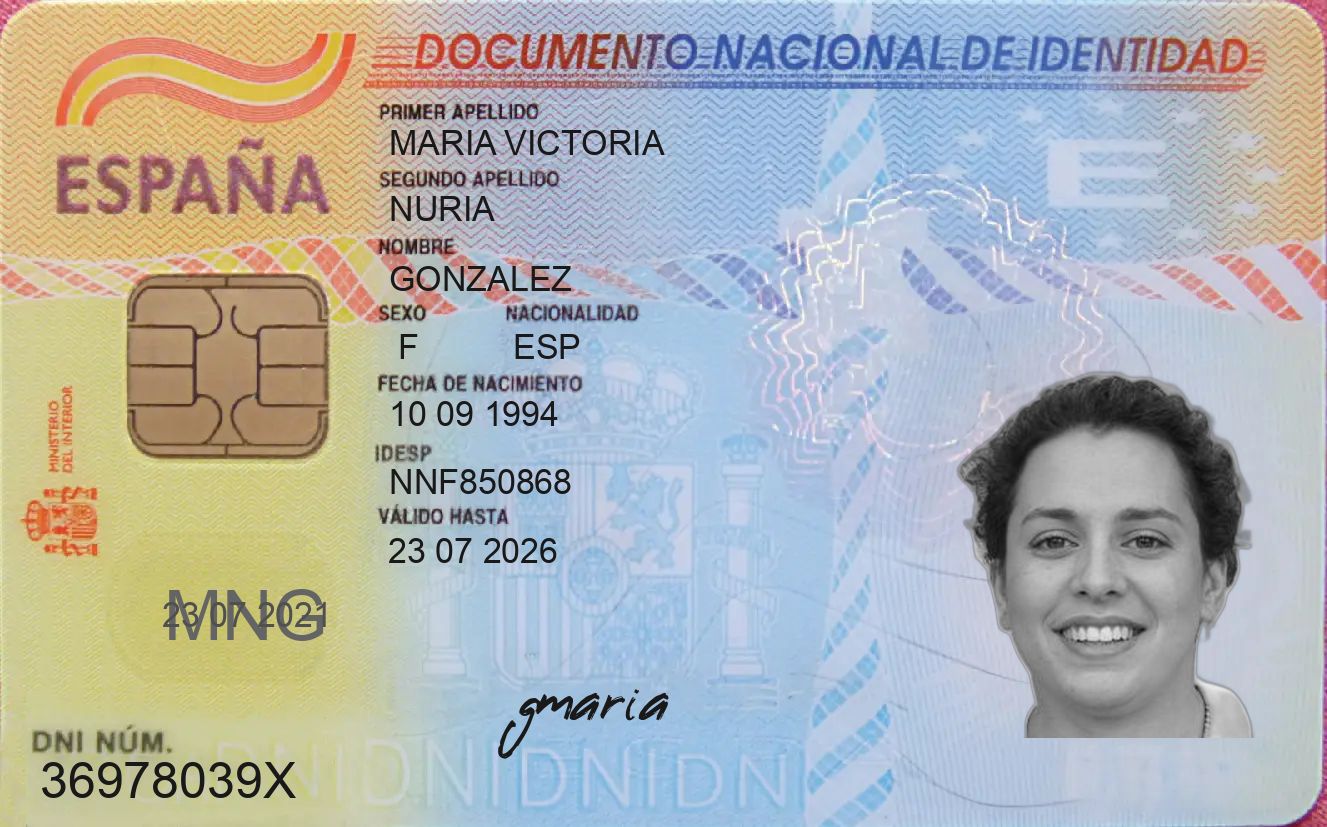 DOCUMENTO NACIONAL DE IDENTIDAD
ESPAÑA
PRIMER APELLIDO
MARIA VICTORIA
SEGUNDO APELLIDO
NURIA
NOMBRE
GONZALEZ
SEXO NACIONALIDAD
F ESP
FECHA DE NACIMIENTO
10 09 1994
IDESP
NNF850868
VÁLIDO HASTA
23 07 2026
MINISTERIO
DEL INTERIOR
E
23 07 2021
MNG
gmaria
DNI NÚM.
36978039X
DNIDNIDNIDNI